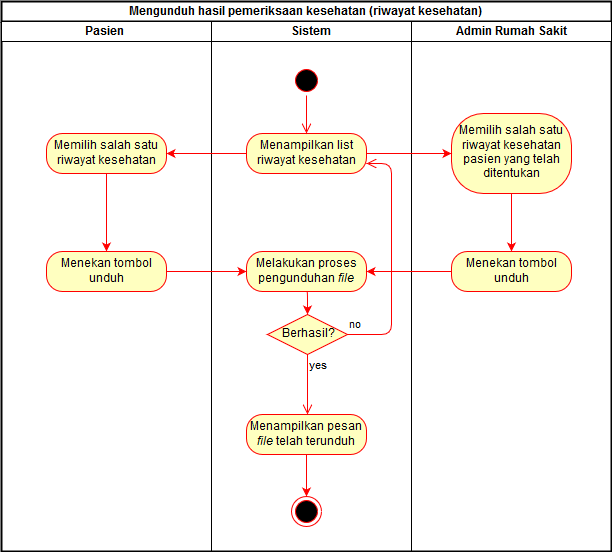 Mengunduh hasil pemeriksaan kesehatan (riwayat kesehatan)
Pasien
Sistem
Admin Rumah Sakit
Memilih salah satu
riwayat kesehatan
Menampilkan list
riwayat kesehatan
Memilih salah satu
riwayat kesehatan
pasien yang telah
ditentukan
Menekan tombol
unduh
Melakukan proses
pengunduhan file
Menekan tombol
unduh
Berhasil?
no
yes
Menampilkan pesan
file telah terunduh